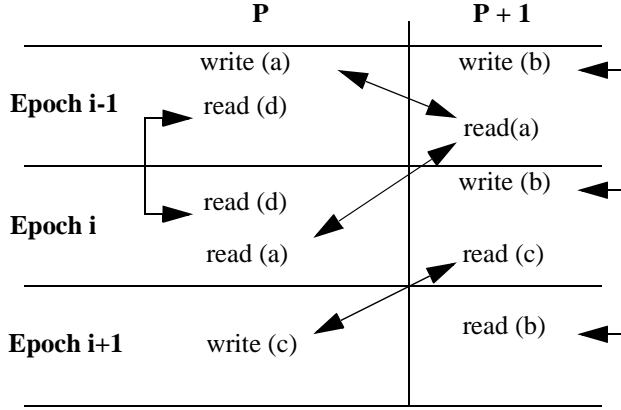 P P + 1
write (a) write (b)
Epoch i-1 read (d)
read(a)
write (b)
read (d)
Epoch i
read (a) read (c)
read (b)
Epoch i+1 write (c)